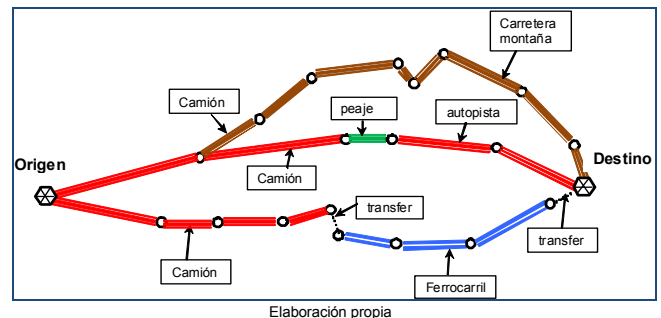 Carretera
montaña
Camión
peaje
autopista
Origen
Destino
Camión
transfer
transfer
Camión
Ferrocarril
Elaboración propia